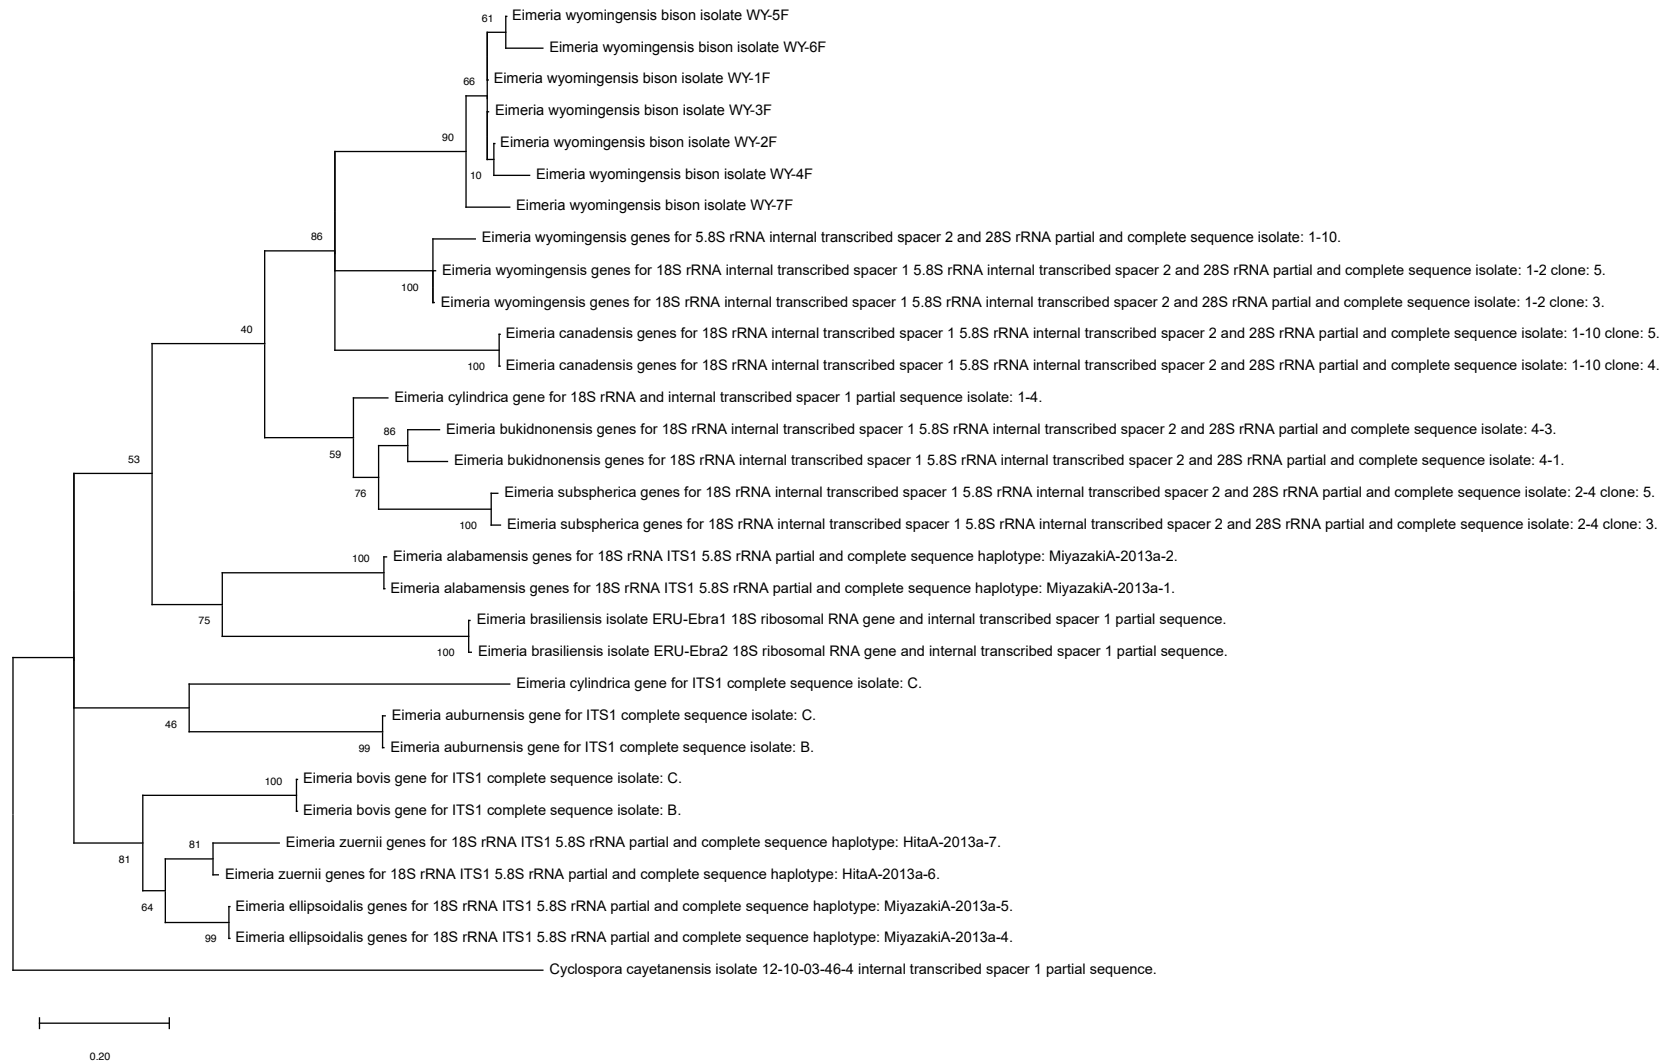 61
Eimeria wyomingensis bison isolate WY-5F
Eimeria wyomingensis bison isolate WY-6F
66
Eimeria wyomingensis bison isolate WY-1F
Eimeria wyomingensis bison isolate WY-3F
90
Eimeria wyomingensis bison isolate WY-2F
10
Eimeria wyomingensis bison isolate WY-4F
Eimeria wyomingensis bison isolate WY-7F
86
Eimeria wyomingensis genes for 5.8S rRNA internal transcribed spacer 2 and 28S rRNA partial and complete sequence isolate: 1-10.
Eimeria wyomingensis genes for 18S rRNA internal transcribed spacer 1 5.8S rRNA internal transcribed spacer 2 and 28S rRNA partial and complete sequence isolate: 1-2 clone: 5.
100
Eimeria wyomingensis genes for 18S rRNA internal transcribed spacer 1 5.8S rRNA internal transcribed spacer 2 and 28S rRNA partial and complete sequence isolate: 1-2 clone: 3.
40
Eimeria canadensis genes for 18S rRNA internal transcribed spacer 1 5.8S rRNA internal transcribed spacer 2 and 28S rRNA partial and complete sequence isolate: 1-10 clone: 5.
100
Eimeria canadensis genes for 18S rRNA internal transcribed spacer 1 5.8S rRNA internal transcribed spacer 2 and 28S rRNA partial and complete sequence isolate: 1-10 clone: 4.
Eimeria cylindrica gene for 18S rRNA and internal transcribed spacer 1 partial sequence isolate: 1-4.
86
Eimeria bukidnonensis genes for 18S rRNA internal transcribed spacer 1 5.8S rRNA internal transcribed spacer 2 and 28S rRNA partial and complete sequence isolate: 4-3.
59
53
Eimeria bukidnonensis genes for 18S rRNA internal transcribed spacer 1 5.8S rRNA internal transcribed spacer 2 and 28S rRNA partial and complete sequence isolate: 4-1.
76
Eimeria subspherica genes for 18S rRNA internal transcribed spacer 1 5.8S rRNA internal transcribed spacer 2 and 28S rRNA partial and complete sequence isolate: 2-4 clone: 5.
100
Eimeria subspherica genes for 18S rRNA internal transcribed spacer 1 5.8S rRNA internal transcribed spacer 2 and 28S rRNA partial and complete sequence isolate: 2-4 clone: 3.
100
Eimeria alabamensis genes for 18S rRNA ITS1 5.8S rRNA partial and complete sequence haplotype: MiyazakiA-2013a-2.
Eimeria alabamensis genes for 18S rRNA ITS1 5.8S rRNA partial and complete sequence haplotype: MiyazakiA-2013a-1.
75
Eimeria brasiliensis isolate ERU-Ebra1 18S ribosomal RNA gene and internal transcribed spacer 1 partial sequence.
100
Eimeria brasiliensis isolate ERU-Ebra2 18S ribosomal RNA gene and internal transcribed spacer 1 partial sequence.
Eimeria cylindrica gene for ITS1 complete sequence isolate: C.
46
Eimeria auburnensis gene for ITS1 complete sequence isolate: C.
99
Eimeria auburnensis gene for ITS1 complete sequence isolate: B.
100
Eimeria bovis gene for ITS1 complete sequence isolate: C.
Eimeria bovis gene for ITS1 complete sequence isolate: B.
81
Eimeria zuernii genes for 18S rRNA ITS1 5.8S rRNA partial and complete sequence haplotype: HitaA-2013a-7.
81
Eimeria zuernii genes for 18S rRNA ITS1 5.8S rRNA partial and complete sequence haplotype: HitaA-2013a-6.
64
Eimeria ellipsoidalis genes for 18S rRNA ITS1 5.8S rRNA partial and complete sequence haplotype: MiyazakiA-2013a-5.
99
Eimeria ellipsoidalis genes for 18S rRNA ITS1 5.8S rRNA partial and complete sequence haplotype: MiyazakiA-2013a-4.
Cyclospora cayetanensis isolate 12-10-03-46-4 internal transcribed spacer 1 partial sequence.
0.20